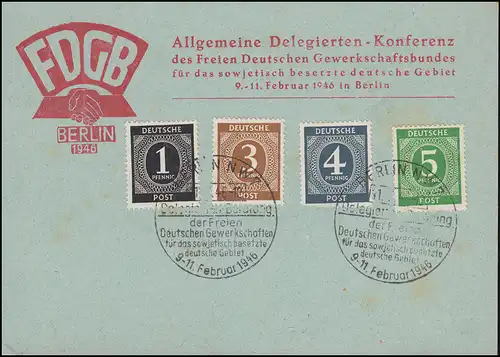 FDGB
BERLIN
1946
Allgemeine Delegierten-Konferenz
des Freien Deutschen Gewerkschaftsbundes
für das sowjetisch besetzte deutsche Gebiet
9.-11. Februar 1946 in Berlin
DEUTSCHE
1
PFENNIG
POST
DEUTSCHE
3
PFENNIG
POST
DEUTSCHE
4
PFENNIG
POST
DEUTSCHE
5
PFENNIG
POST
BERLIN
der Freien
Deutschen Gewerkschaften
für das sowjetisch besetzte
deutsche Gebiet
9-11. Februar 1946
BERLIN
der Freien
Deutschen Gewerkschaften
für das sowjetisch besetzte
deutsche Gebiet
9-11. Februar 1946